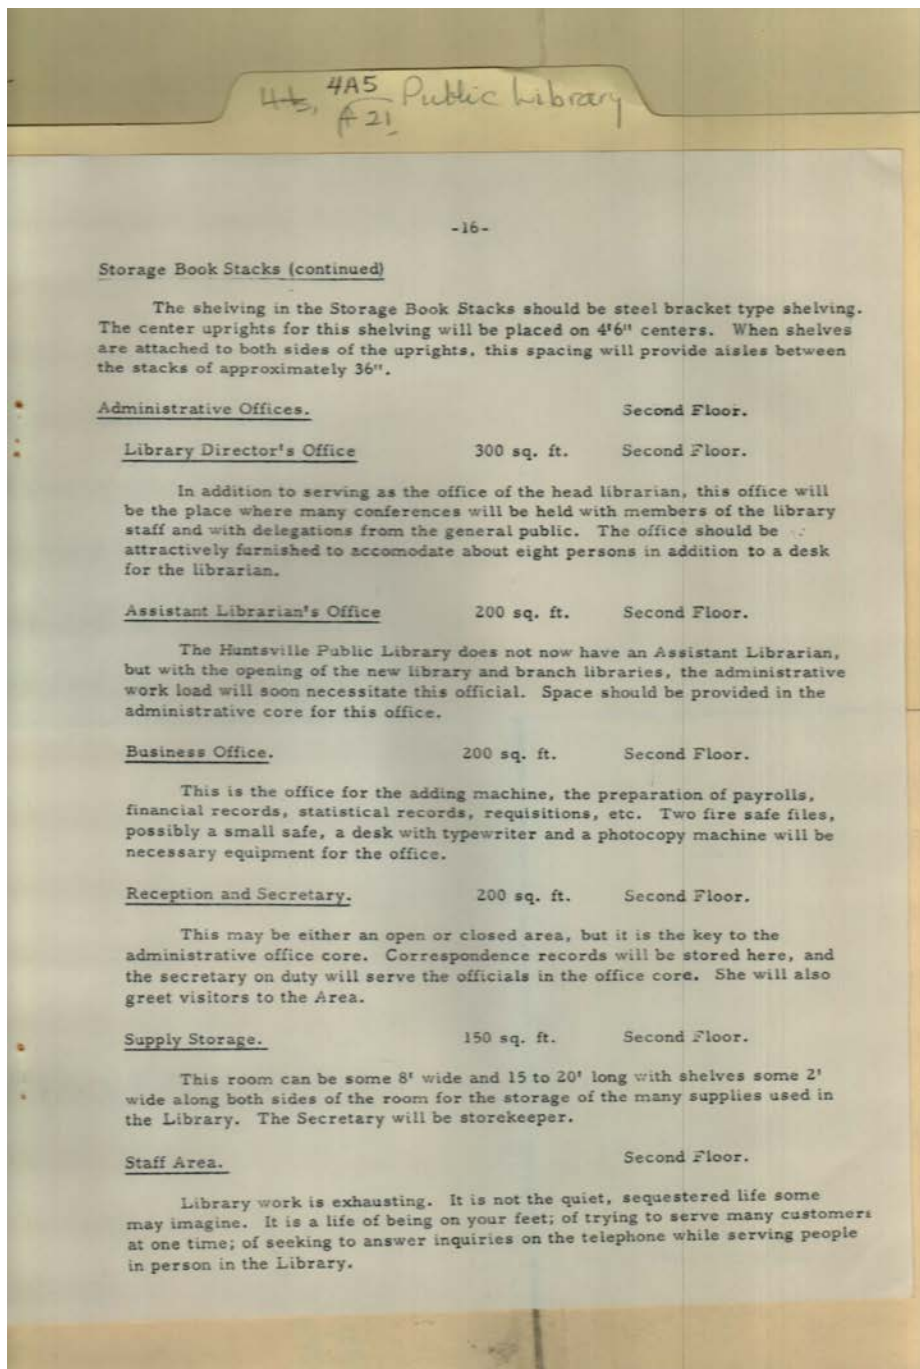 4A5 Public Library
A 21
-16-
Storage Book Stacks (continued)
The shelving in the Storage Book Stacks should be steel bracket type shelving.
The center uprights for this shelving will be placed on 4'6" centers. When shelves
are attached to both sides of the uprights, this spacing will provide aisles between
the stacks of approximately 36".
Administrative Offices. Second Floor.
Library Director's Office 300 sq. ft. Second Floor.
In addition to serving as the office of the head librarian, this office will
be the place where many conferences will be held with members of the library
staff and with delegations from the general public. The office should be
attractively furnished to accomodate about eight persons in addition to a desk
for the librarian.
Assistant Librarian's Office 200 sq. ft. Second Floor.
The Huntsville Public Library does not now have an Assistant Librarian,
but with the opening of the new library and branch libraries, the administrative
work load will soon necessitate this official. Space should be provided in the
administrative core for this office.
Business Office. 200 sq. ft. Second Floor.
This is the office for the adding machine, the preparation of payrolls,
financial records, statistical records, requisitions, etc. Two fire safe files,
possibly a small safe, a desk with typewriter and a photocopy machine will be
necessary equipment for the office.
Reception and Secretary. 200 sq. ft. Second Floor.
This may be either an open or closed area, but it is the key to the
administrative office core. Correspondence records will be stored here, and
the secretary on duty will serve the officials in the office core. She will also
greet visitors to the Area.
Supply Storage. 150 sq. ft. Second Floor.
This room can be some 8' wide and 15 to 20' long with shelves some 2'
wide along both sides of the room for the storage of the many supplies used in
the Library. The Secretary will be storekeeper.
Staff Area. Second Floor.
Library work is exhausting. It is not the quiet, sequestered life some
may imagine. It is a life of being on your feet; of trying to serve many customers
at one time; of seeking to answer inquiries on the telephone while serving people
in person in the Library.